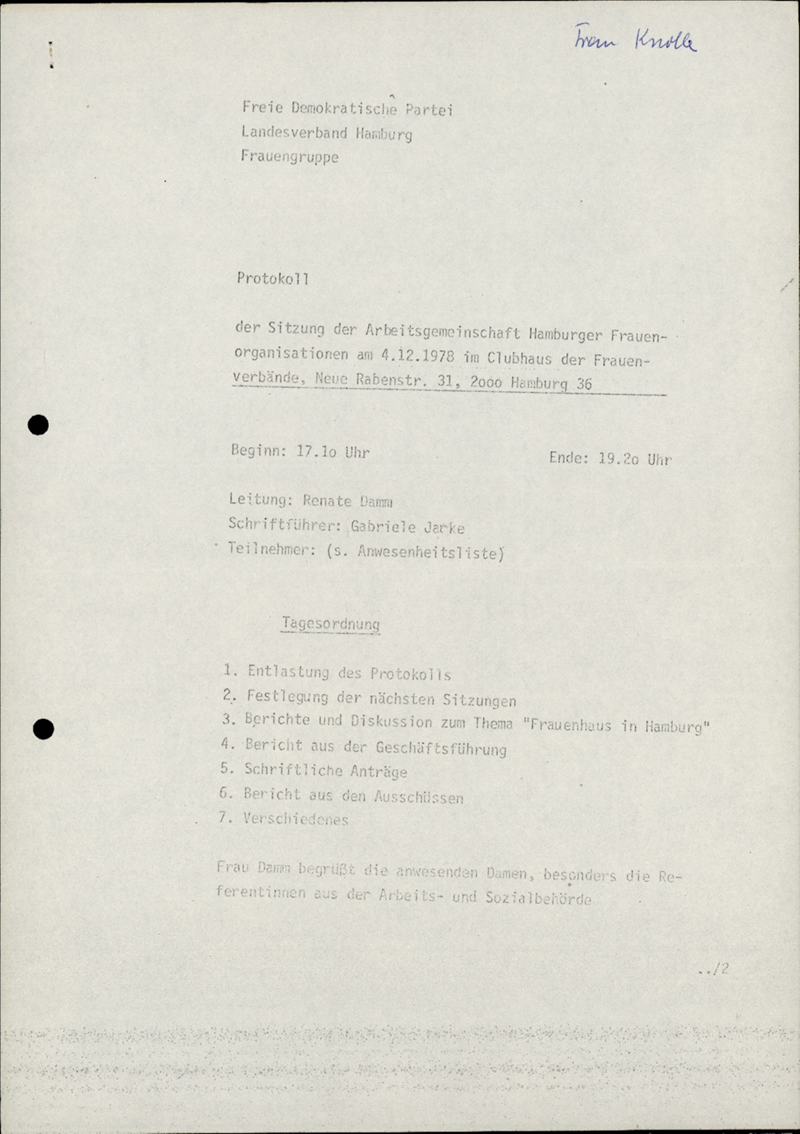 Frau Knolle
Freie Demokratische Partei
Landesverband Hamburg
Frauengruppe
Protokoll
der Sitzung der Arbeitsgemeinschaft Hamburger Frauen-
organisationen am 4.12.1978 im Clubhaus der Frauen-
verbände, Neue Rabenstr. 31, 2ooo Hamburg 36
Beginn: 17.1o Uhr
Ende: 19.2o Uhr
Leitung: Renate Damm
Schriftführer: Gabriele Jarke
Teilnehmer: (s. Anwesenheitsliste)
Tagesordnung
1. Entlastung des Protokolls
2. Festlegung der nächsten Sitzungen
3. Berichte und Diskussion zum Thema "Frauenhaus in Hamburg"
4. Bericht aus der Geschäftsführung
5. Schriftliche Anträge
6. Bericht aus den Ausschüssen
7. Verschiedenes
Frau Damm begrüßt die anwesenden Damen, besonders die Re-
ferentinnen aus der Arbeits- und Sozialbehörde
../2